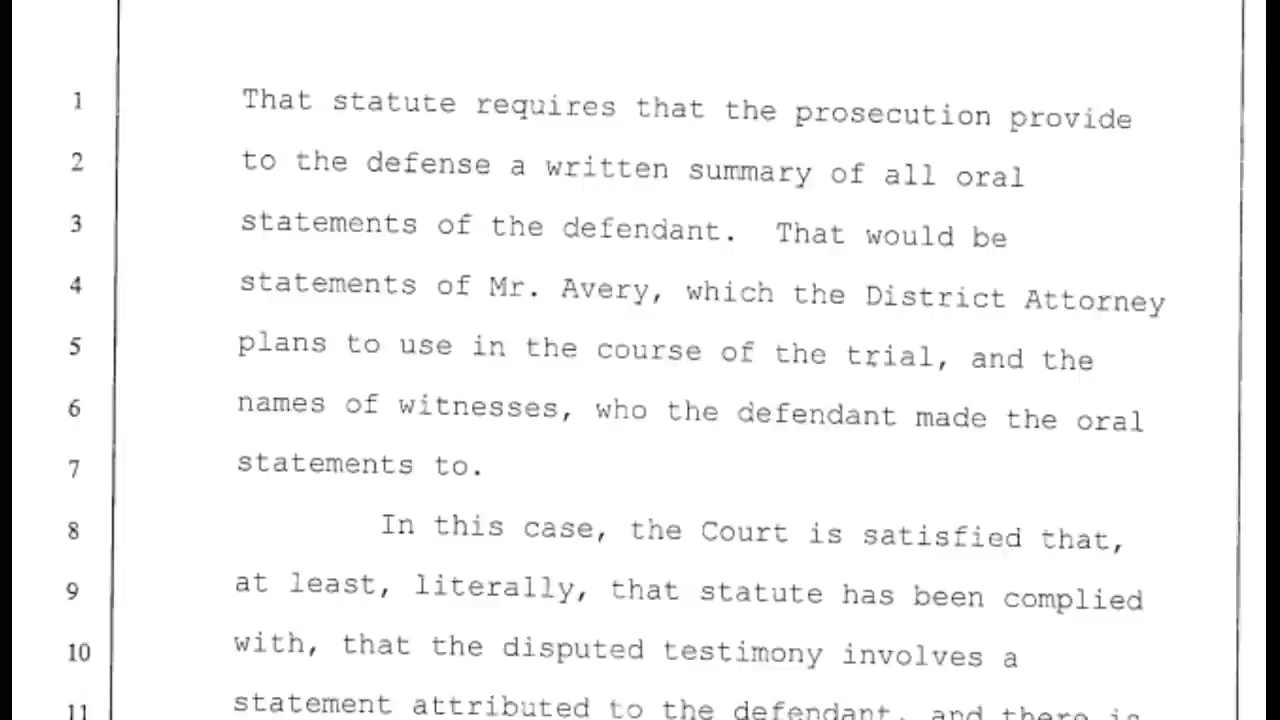 1 That statute requires that the prosecution provide
2 to the defense a written summary of all oral
3 statements of the defendant. That would be
4 statements of Mr. Avery, which the District Attorney
5 plans to use in the course of the trial, and the
6 names of witnesses, who the defendant made the oral
7 statements to.
8 In this case, the Court is satisfied that,
9 at least, literally, that statute has been complied
10 with, that the disputed testimony involves a
11 statement attributed to the defendant, and there is